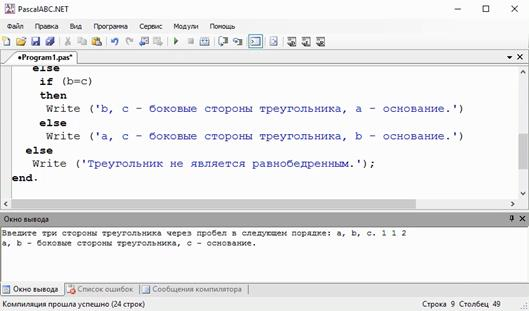 PascalABC.NET
Файл Правка Вид Программа Сервис Модули Помощь
●Program1.pas*
else
if (b=c)
then
Write ('b, c - боковые стороны треугольника, a - основание.')
else
Write ('a, c - боковые стороны треугольника, b - основание.')
else
Write ('Треугольник не является равнобедренным.');
end.
Окно вывода
Введите три стороны треугольника через пробел в следующем порядке: a, b, c. 1 1 2
a, b - боковые стороны треугольника, c - основание.
Окно вывода Список ошибок Сообщения компилятора
Компиляция прошла успешно (24 строк) Строка 9 Столбец 49